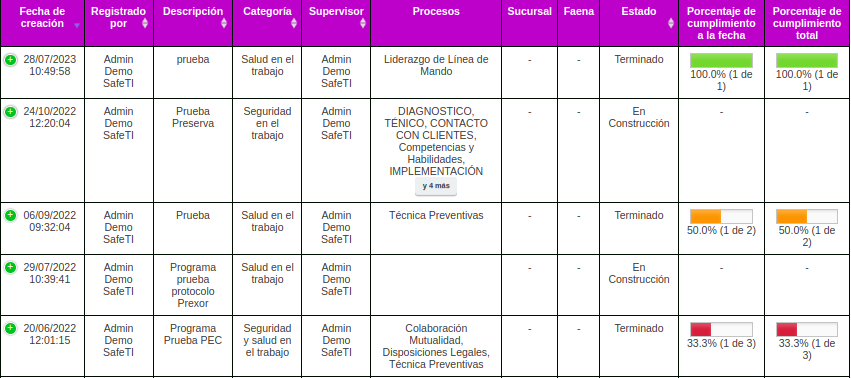 Fecha de creación
Registrado por
Descripción
Categoría
Supervisor
Procesos
Sucursal
Faena
Estado
Porcentaje de cumplimiento a la fecha
Porcentaje de cumplimiento total
28/07/2023 10:49:58
Admin Demo SafeTI
prueba
Salud en el trabajo
Admin Demo SafeTI
Liderazgo de Línea de Mando
-
-
Terminado
100.0% (1 de 1)
100.0% (1 de 1)
24/10/2022 12:20:04
Admin Demo SafeTI
Prueba Preserva
Seguridad en el trabajo
Admin Demo SafeTI
DIAGNOSTICO, TÉNICO, CONTACTO CON CLIENTES, Competencias y Habilidades, IMPLEMENTACIÓN
y 4 más
-
-
En Construcción
-
-
06/09/2022 09:32:04
Admin Demo SafeTI
Prueba
Salud en el trabajo
Admin Demo SafeTI
Técnica Preventivas
-
-
Terminado
50.0% (1 de 2)
50.0% (1 de 2)
29/07/2022 10:39:41
Admin Demo SafeTI
Programa prueba protocolo Prexor
Salud en el trabajo
Admin Demo SafeTI
-
-
En Construcción
-
-
20/06/2022 12:01:15
Admin Demo SafeTI
Programa Prueba PEC
Seguridad y salud en el trabajo
Admin Demo SafeTI
Colaboración Mutualidad, Disposiciones Legales, Técnica Preventivas
-
-
Terminado
33.3% (1 de 3)
33.3% (1 de 3)